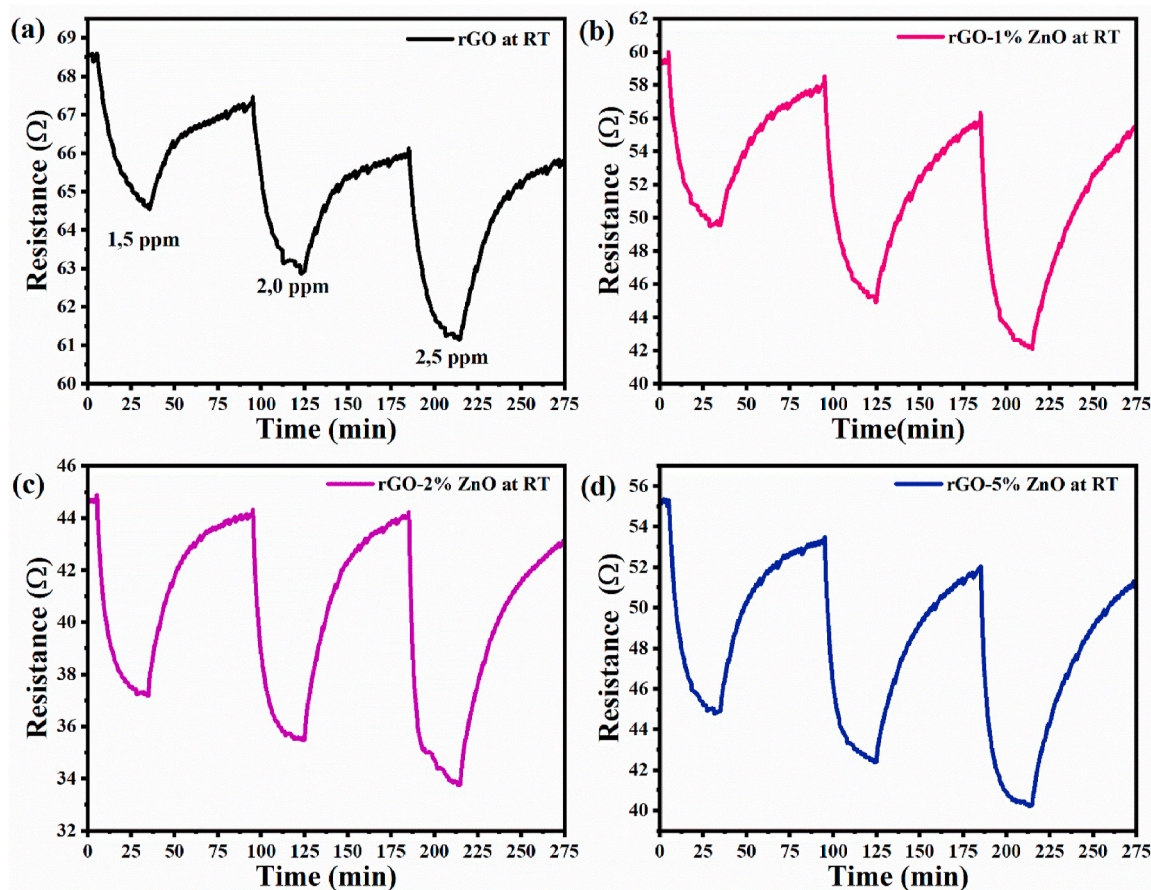 (a)
rGO at RT
69
68
67
66
65
64
63
62
61
60
Resistance (Ω)
1,5 ppm
2,0 ppm
2,5 ppm
0 25 50 75 100 125 150 175 200 225 250 275
Time (min)
(b)
rGO-1% ZnO at RT
60
58
56
54
52
50
48
46
44
42
40
Resistance (Ω)
0 25 50 75 100 125 150 175 200 225 250 275
Time(min)
(c)
rGO-2% ZnO at RT
46
44
42
40
38
36
34
32
Resistance (Ω)
0 25 50 75 100 125 150 175 200 225 250 275
Time (min)
(d)
rGO-5% ZnO at RT
56
54
52
50
48
46
44
42
40
Resistance (Ω)
0 25 50 75 100 125 150 175 200 225 250 275
Time (min)